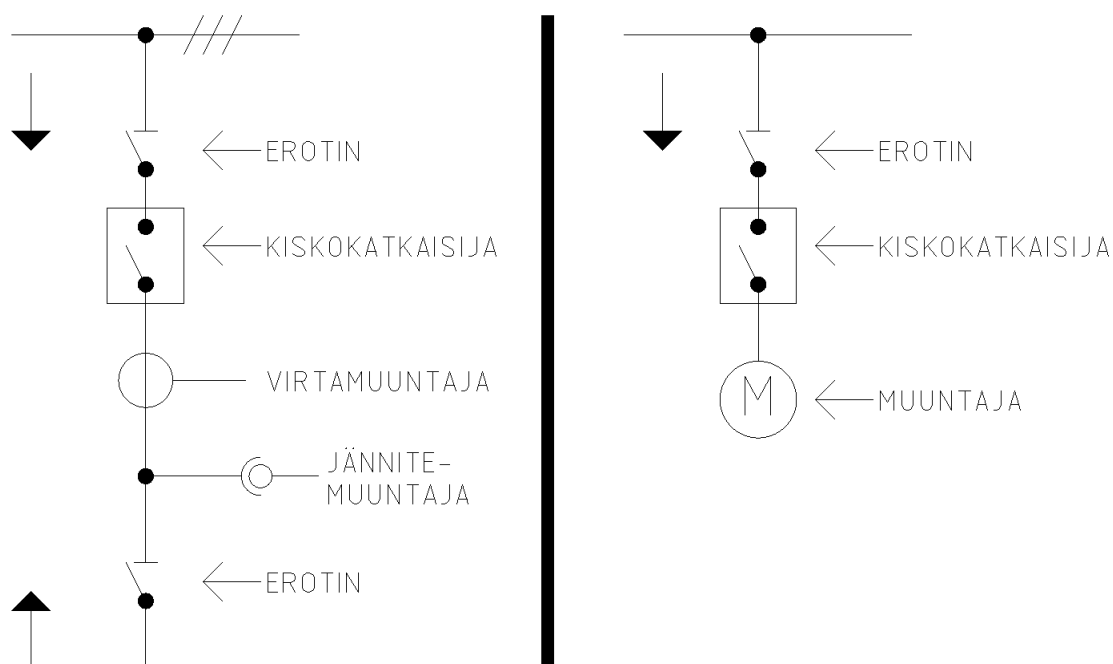 EROTIN
KISKOKATKAISIJA
VIRTAMUUNTAJA
JÄNNITE-
MUUNTAJA
EROTIN
EROTIN
KISKOKATKAISIJA
M
MUUNTAJA